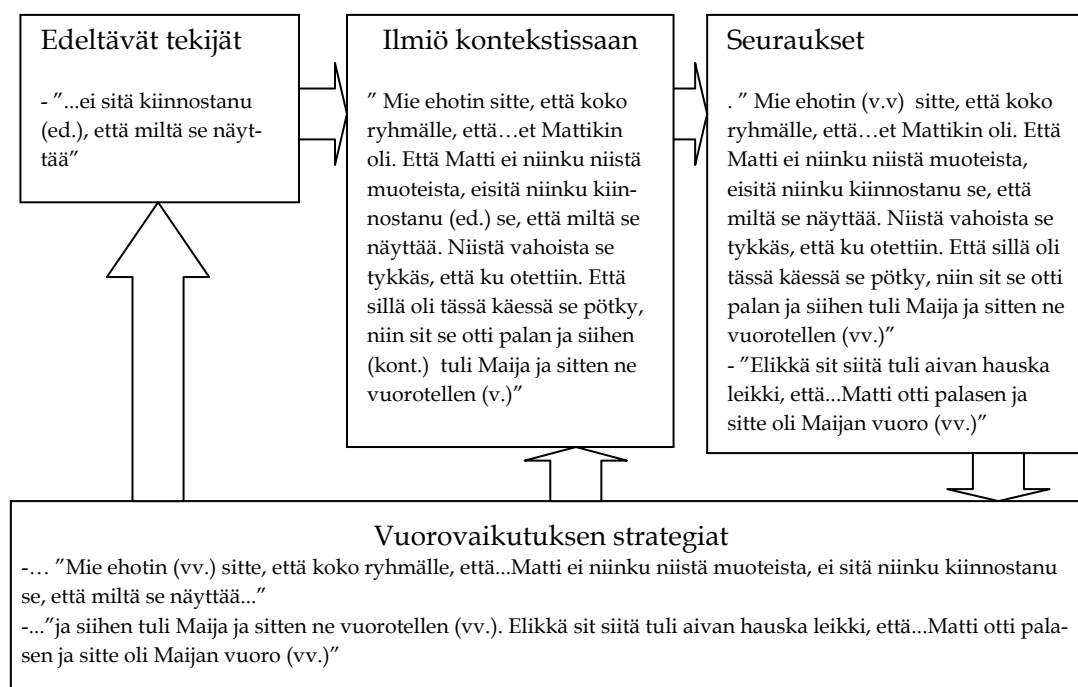 Edeltävät tekijät
- ”...ei sitä kiinnostanu
(ed.), että miltä se näyt-
tää”
Ilmiö kontekstissaan
” Mie ehotin sitte, että koko
ryhmälle, että…et Mattikin
oli. Että Matti ei niinku niistä
muoteista, eisitä niinku kiin-
nostanu (ed.) se, että miltä se
näyttää. Niistä vahoista se
tykkäs, että ku otettiin. Että
sillä oli tässä käessä se pötky,
niin sit se otti palan ja siihen
(kont.) tuli Maija ja sitten ne
vuorotellen (v.)”
Seuraukset
. ” Mie ehotin (v.v) sitte, että koko
ryhmälle, että…et Mattikin oli. Että
Matti ei niinku niistä muoteista,
eisitä niinku kiinnostanu se, että
miltä se näyttää. Niistä vahoista se
tykkäs, että ku otettiin. Että sillä oli
tässä käessä se pötky, niin sit se otti
palan ja siihen tuli Maija ja sitten ne
vuorotellen (vv.)”
- ”Elikkä sit siitä tuli aivan hauska
leikki, että...Matti otti palasen ja
sitte oli Maijan vuoro (vv.)”
Vuorovaikutuksen strategiat
-… ”Mie ehotin (vv.) sitte, että koko ryhmälle, että...Matti ei niinku niistä muoteista, ei sitä niinku kiinnostanu
se, että miltä se näyttää...”
-...”ja siihen tuli Maija ja sitten ne vuorotellen (vv.). Elikkä sit siitä tuli aivan hauska leikki, että...Matti otti pala-
sen ja sitte oli Maijan vuoro (vv.)”